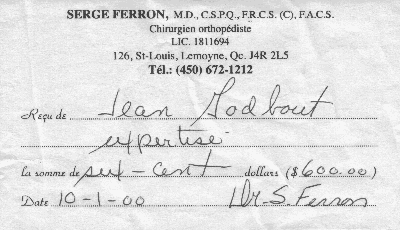 SERGE FERRON, M.D., C.S.P.Q., F.R.C.S. (C), F.A.C.S.
Chirurgien orthopédiste
LIC. 1811694
126, St-Louis, Lemoyne, Qc. J4R 2L5
Tél.: (450) 672-1212
Reçu de Jean Godbout
expertise
la somme de six-cent dollars ($600.00)
Date 10-1-00 Dr. S. Ferron